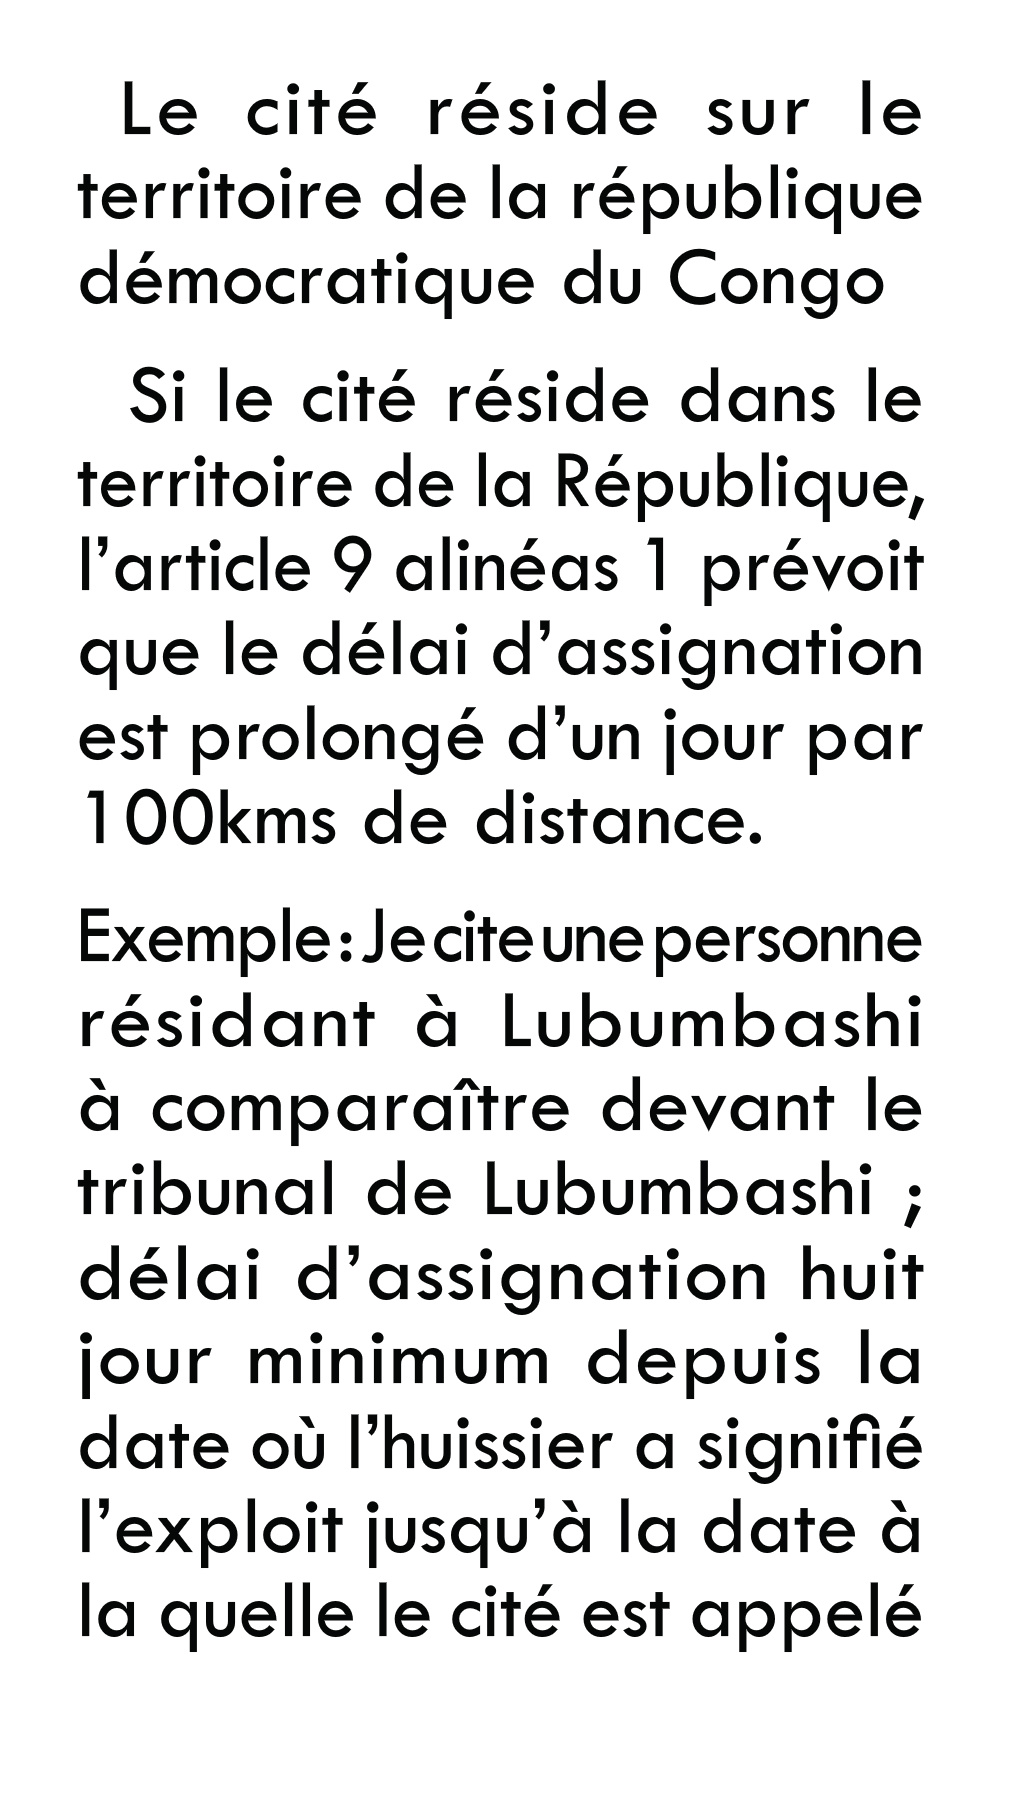 Le cité réside sur le
territoire de la république
démocratique du Congo
Si le cité réside dans le
territoire de la République,
l’article 9 alinéas 1 prévoit
que le délai d’assignation
est prolongé d’un jour par
100kms de distance.
Exemple : Je cite une personne
résidant à Lubumbashi
à comparaître devant le
tribunal de Lubumbashi ;
délai d’assignation huit
jour minimum depuis la
date où l’huissier a signifié
l’exploit jusqu’à la date à
la quelle le cité est appelé